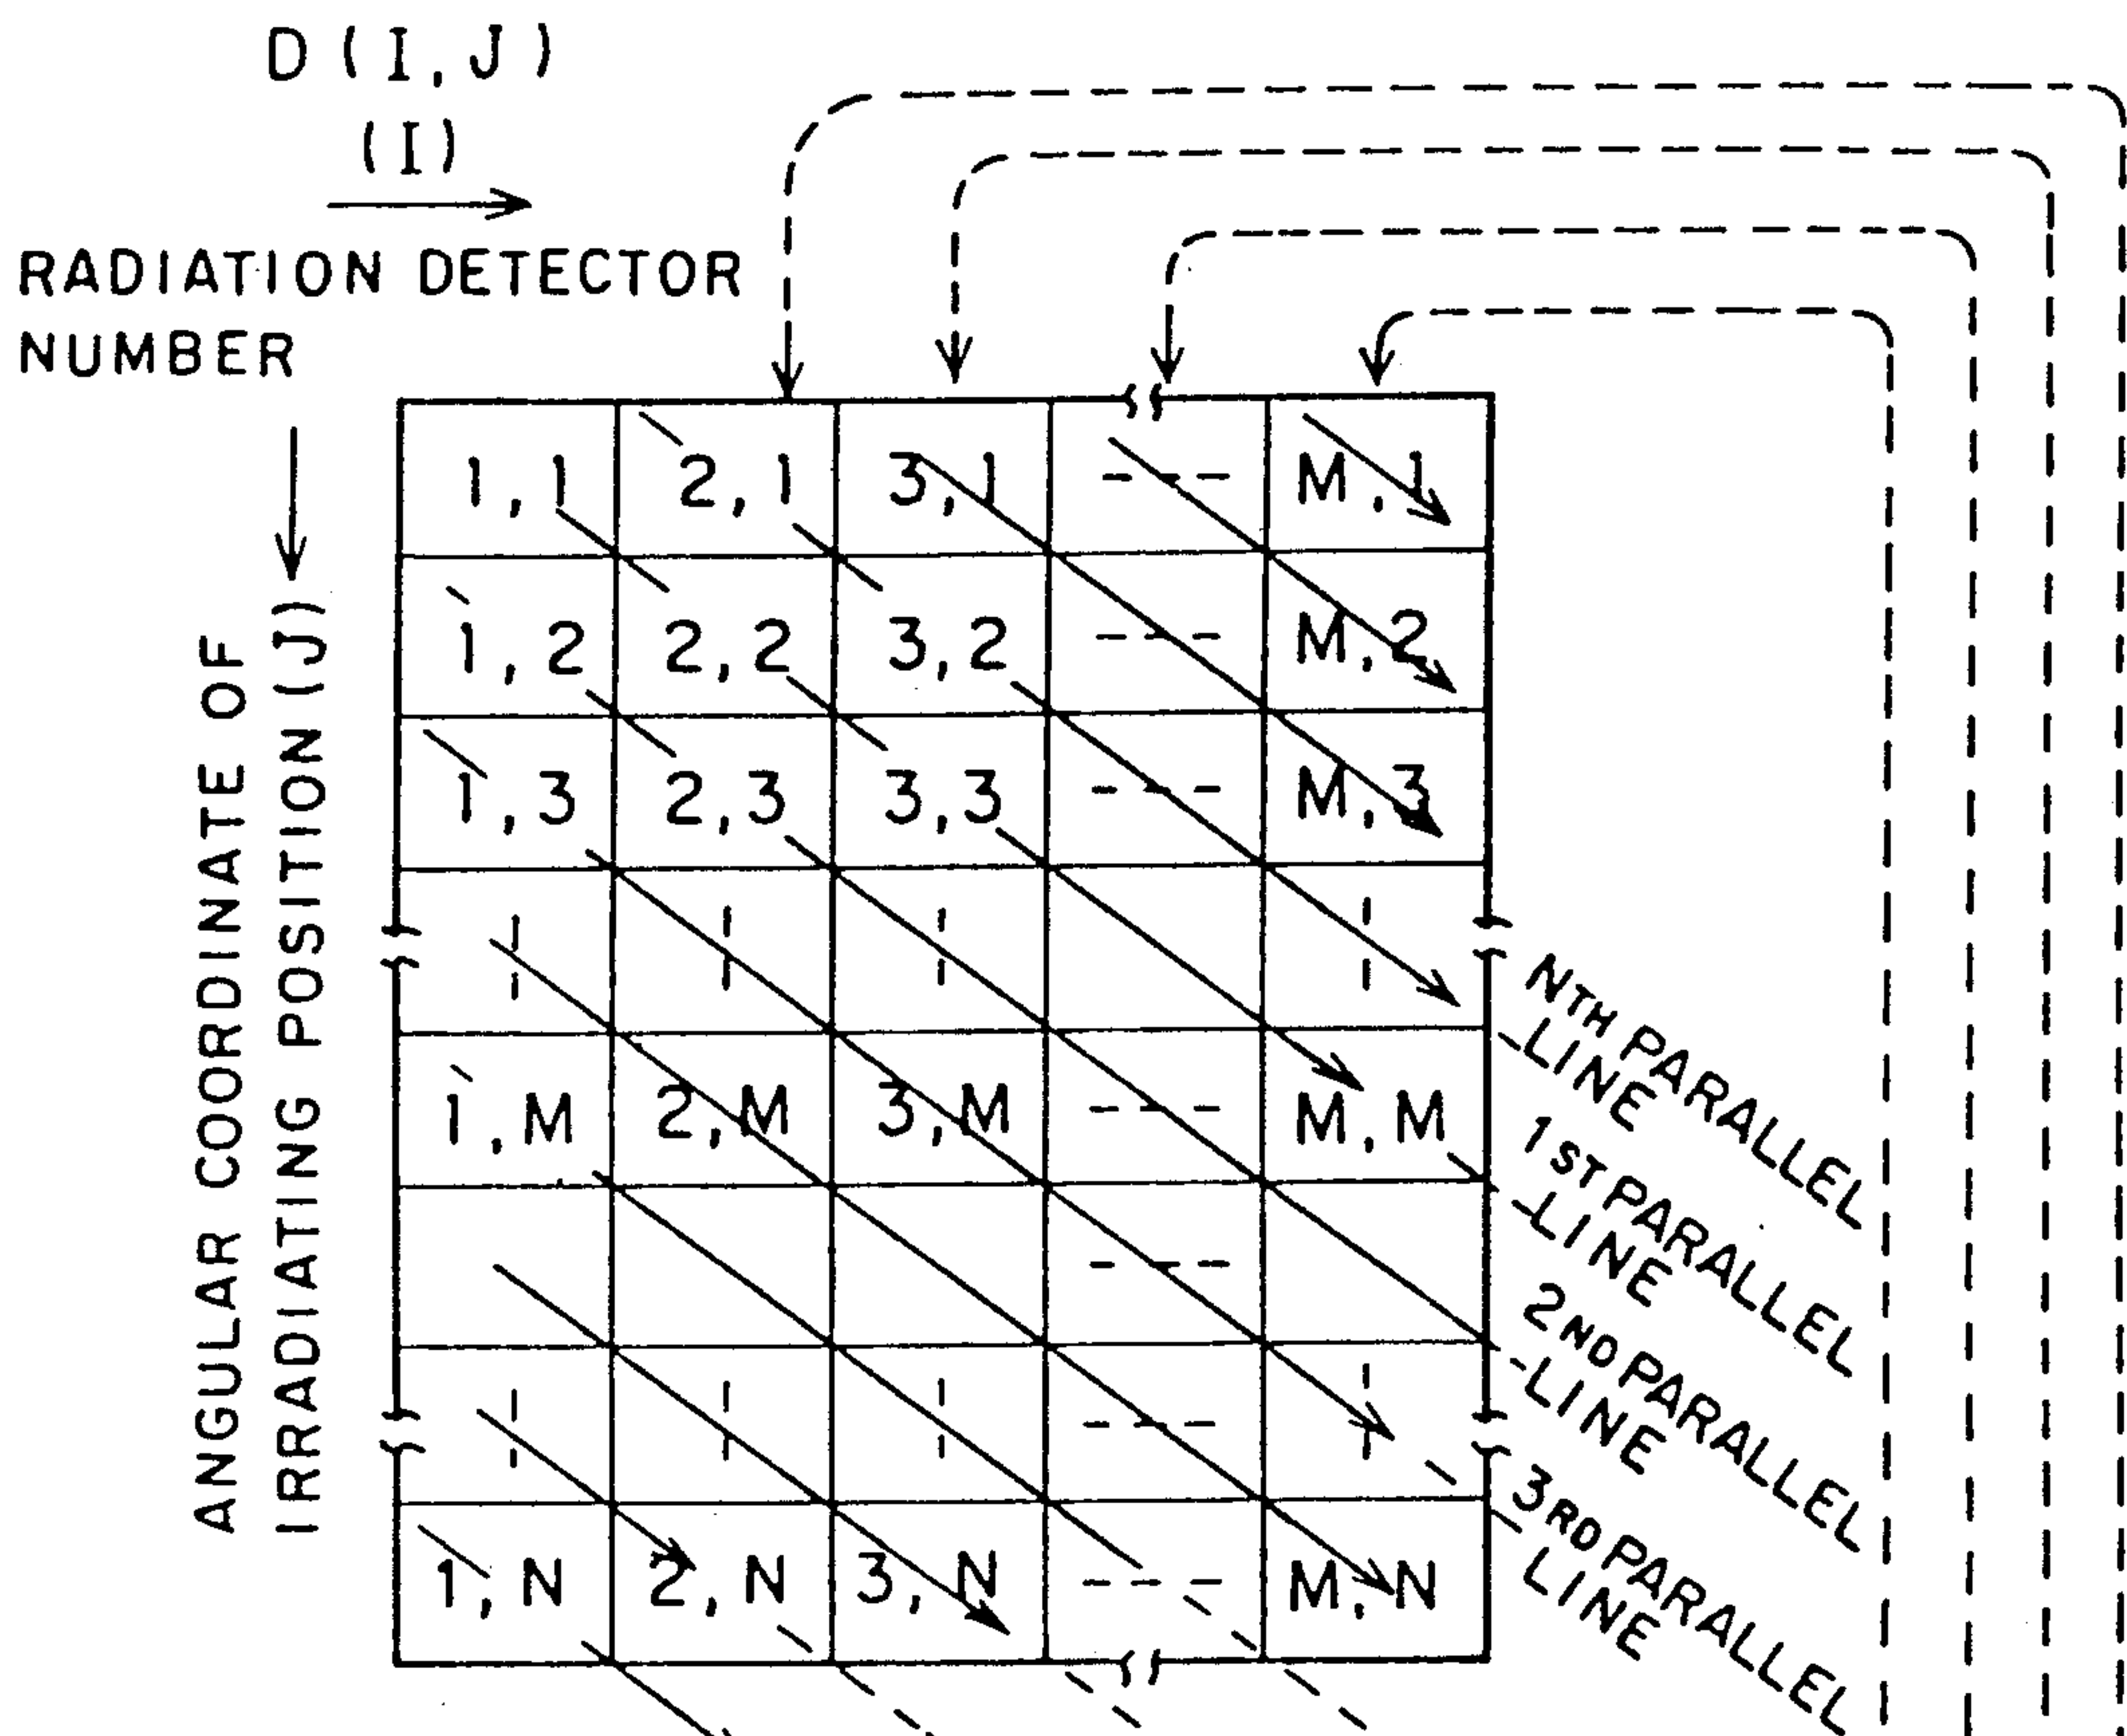 D (I, J)
(I)
RADIATION DETECTOR
NUMBER
ANGULAR COORDINATE OF
IRRADIATING POSITION (J)
1, 1 2, 1 3, 1 - - - M, 1
1, 2 2, 2 3, 2 - - - M, 2
1, 3 2, 3 3, 3 - - - M, 3
1, M 2, M 3, M - - - M, M
- - -
- - -
1, N 2, N 3, N - - - M, N
NTH PARALLEL
LINE
1ST PARALLEL
LINE
2ND PARALLEL
LINE
3RD PARALLEL
LINE